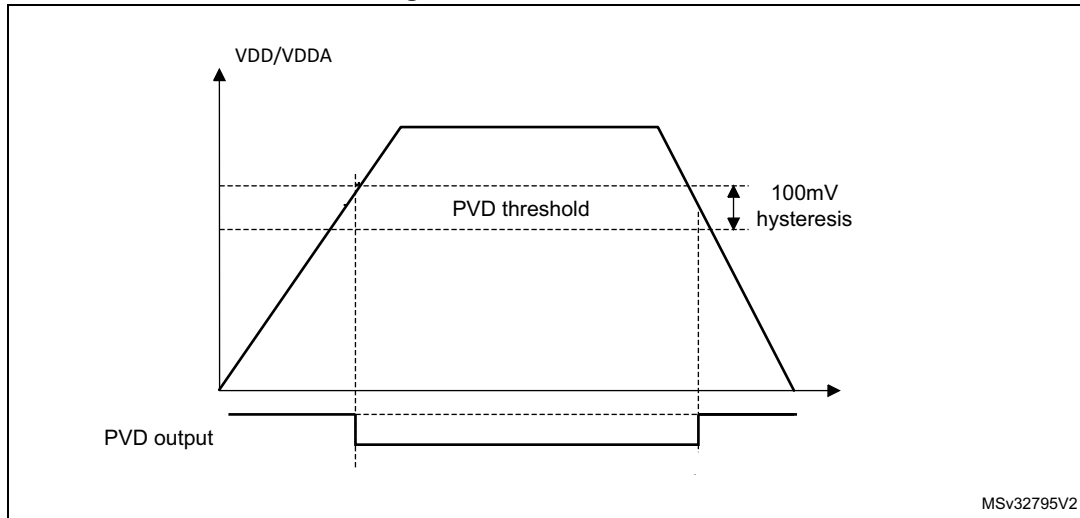 VDD/VDDA
PVD threshold
100mV
hysteresis
PVD output
MSv32795V2